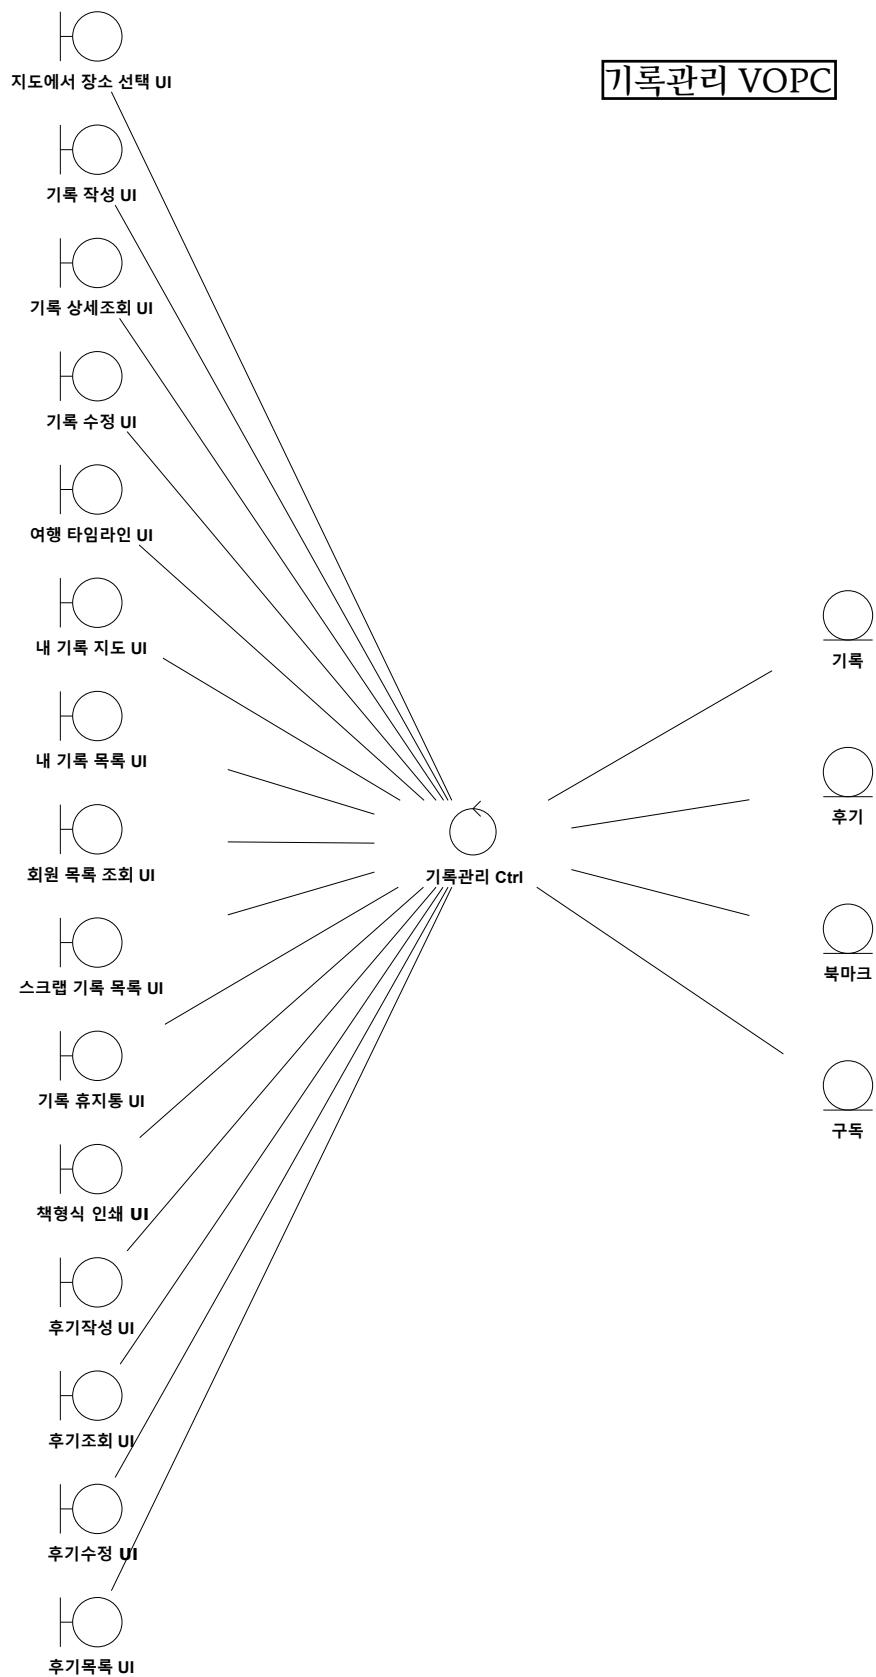 기록관리 VOPC
지도에서 장소 선택 UI
기록 작성 UI
기록 상세조회 UI
기록 수정 UI
여행 타임라인 UI
내 기록 지도 UI
내 기록 목록 UI
회원 목록 조회 UI
스크랩 기록 목록 UI
기록 휴지통 UI
책형식 인쇄 UI
후기작성 UI
후기조회 UI
후기수정 UI
후기목록 UI
기록관리 Ctrl
기록
후기
북마크
구독